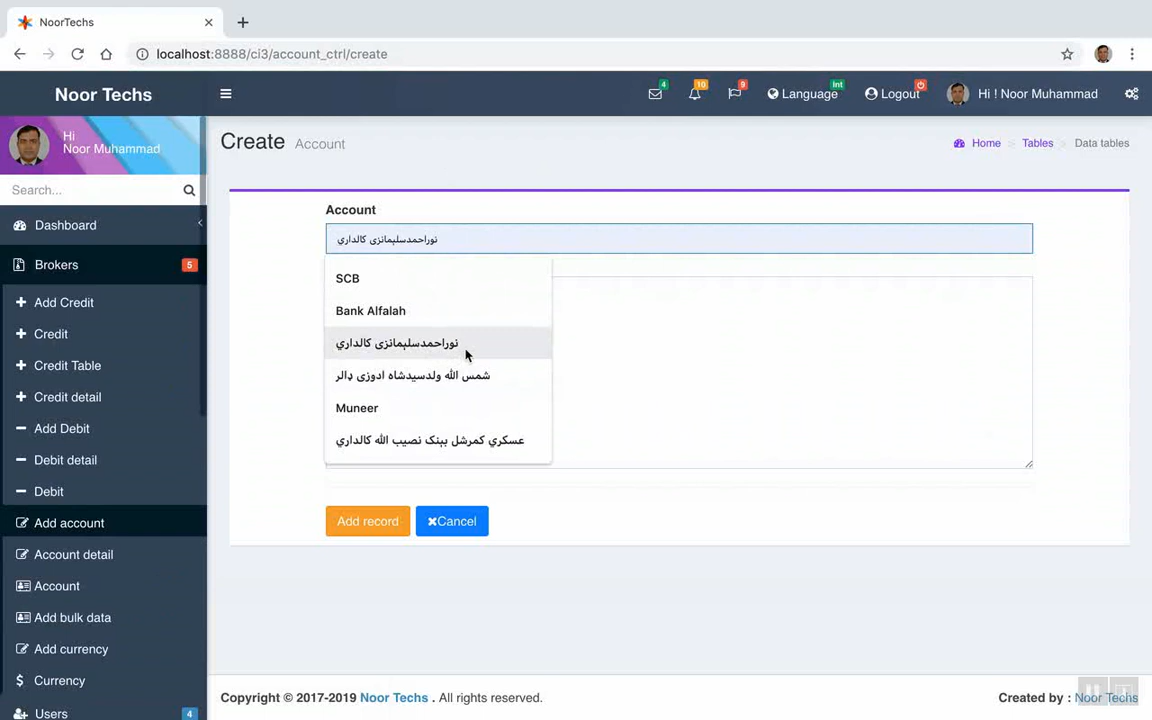 NoorTechs
localhost:8888/ci3/account_ctrl/create
Noor Techs
4
10
9
Language
Int
Logout
Hi ! Noor Muhammad
Hi
Noor Muhammad
Search...
Create Account
Home
Tables
Data tables
Dashboard
Brokers
5
Add Credit
Credit
Credit Table
Credit detail
Add Debit
Debit detail
Debit
Add account
Account detail
Account
Add bulk data
Add currency
Currency
Users
4
Account
نوراحمدسلېمانزی کالداري
SCB
Bank Alfalah
نوراحمدسلېمانزی کالداري
شمس الله ولدسیدشاه ادوزی ډالر
Muneer
عسکري کمرشل بېنک نصیب الله کالداري
Add record
Cancel
Copyright © 2017-2019 Noor Techs . All rights reserved.
Created by : Noor Techs